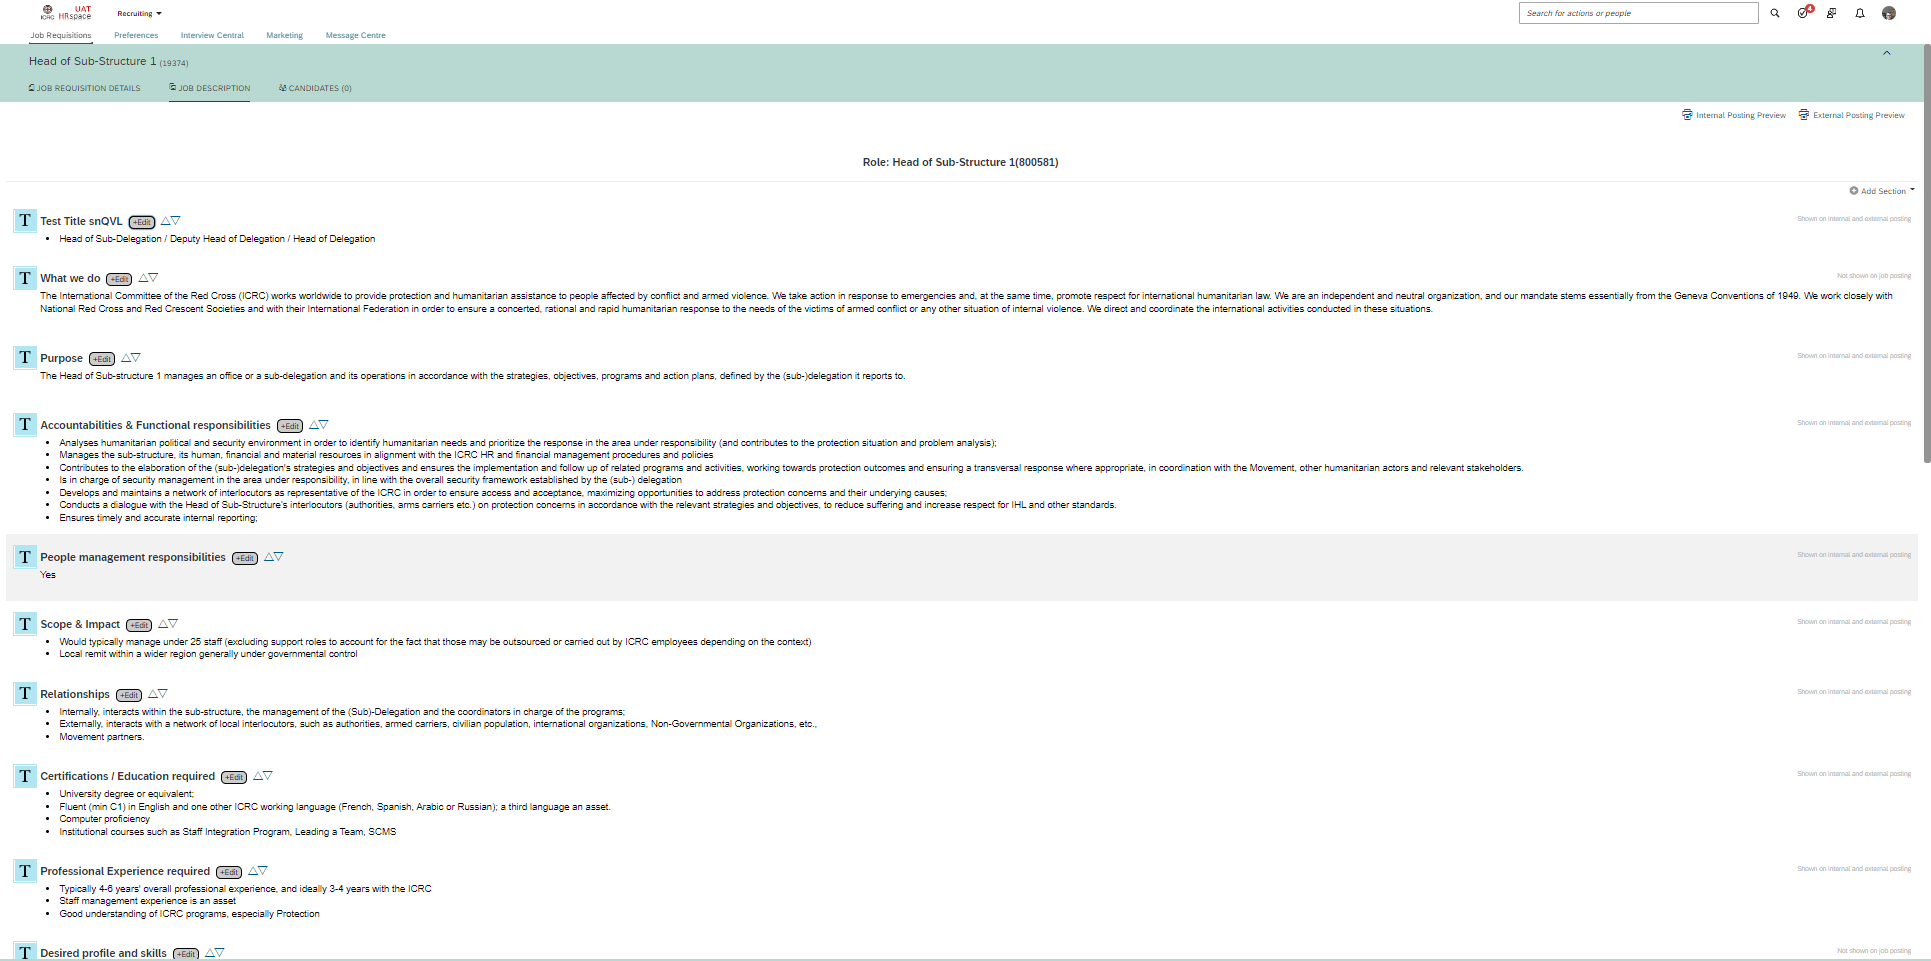 ICRC UAT HRspace
Recruiting
Search for actions or people
4
Job Requisitions Preferences Interview Central Marketing Message Centre
Head of Sub-Structure 1 (19374)
JOB REQUISITION DETAILS JOB DESCRIPTION CANDIDATES (0)
Internal Posting Preview External Posting Preview
Role: Head of Sub-Structure 1(800581)
Add Section
T Test Title snQVL +Edit
Shown on internal and external posting
• Head of Sub-Delegation / Deputy Head of Delegation / Head of Delegation
T What we do +Edit
Not shown on job posting
The International Committee of the Red Cross (ICRC) works worldwide to provide protection and humanitarian assistance to people affected by conflict and armed violence. We take action in response to emergencies and, at the same time, promote respect for international humanitarian law. We are an independent and neutral organization, and our mandate stems essentially from the Geneva Conventions of 1949. We work closely with
National Red Cross and Red Crescent Societies and with their International Federation in order to ensure a concerted, rational and rapid humanitarian response to the needs of the victims of armed conflict or any other situation of internal violence. We direct and coordinate the international activities conducted in these situations.
T Purpose +Edit
Shown on internal and external posting
The Head of Sub-structure 1 manages an office or a sub-delegation and its operations in accordance with the strategies, objectives, programs and action plans, defined by the (sub-)delegation it reports to.
T Accountabilities & Functional responsibilities +Edit
Shown on internal and external posting
• Analyses humanitarian political and security environment in order to identify humanitarian needs and prioritize the response in the area under responsibility (and contributes to the protection situation and problem analysis);
• Manages the sub-structure, its human, financial and material resources in alignment with the ICRC HR and financial management procedures and policies
• Contributes to the elaboration of the (sub-)delegation's strategies and objectives and ensures the implementation and follow up of related programs and activities, working towards protection outcomes and ensuring a transversal response where appropriate, in coordination with the Movement, other humanitarian actors and relevant stakeholders.
• Is in charge of security management in the area under responsibility, in line with the overall security framework established by the (sub-) delegation
• Develops and maintains a network of interlocutors as representative of the ICRC in order to ensure access and acceptance, maximizing opportunities to address protection concerns and their underlying causes;
• Conducts a dialogue with the Head of Sub-Structure's interlocutors (authorities, arms carriers etc.) on protection concerns in accordance with the relevant strategies and objectives, to reduce suffering and increase respect for IHL and other standards.
• Ensures timely and accurate internal reporting;
T People management responsibilities +Edit
Shown on internal and external posting
Yes
T Scope & Impact +Edit
Shown on internal and external posting
• Would typically manage under 25 staff (excluding support roles to account for the fact that those may be outsourced or carried out by ICRC employees depending on the context)
• Local remit within a wider region generally under governmental control
T Relationships +Edit
Shown on internal and external posting
• Internally, interacts within the sub-structure, the management of the (Sub)-Delegation and the coordinators in charge of the programs;
• Externally, interacts with a network of local interlocutors, such as authorities, armed carriers, civilian population, international organizations, Non-Governmental Organizations, etc.,
• Movement partners.
T Certifications / Education required +Edit
Shown on internal and external posting
• University degree or equivalent;
• Fluent (min C1) in English and one other ICRC working language (French, Spanish, Arabic or Russian); a third language an asset.
• Computer proficiency
• Institutional courses such as Staff Integration Program, Leading a Team, SCMS
T Professional Experience required +Edit
Shown on internal and external posting
• Typically 4-6 years' overall professional experience, and ideally 3-4 years with the ICRC
• Staff management experience is an asset
• Good understanding of ICRC programs, especially Protection
T Desired profile and skills +Edit
Not shown on job posting